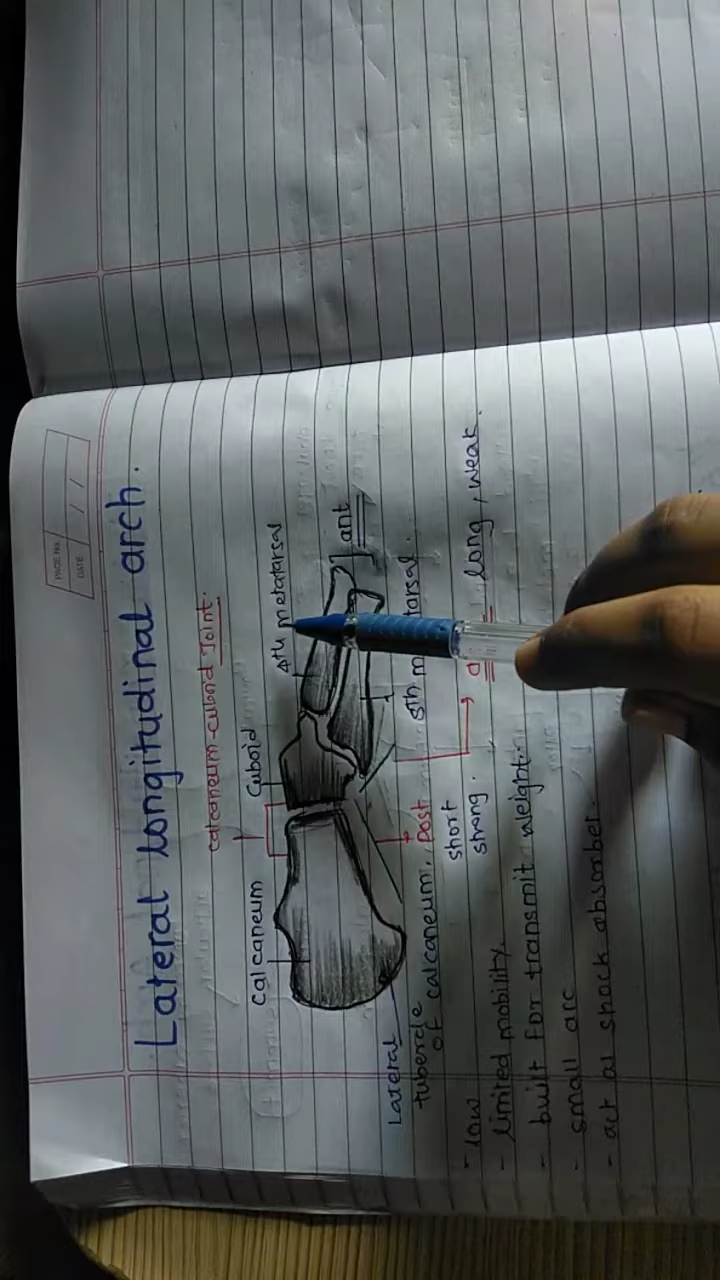 PAGE No.
DATE / /
Lateral longitudinal arch.
Calcaneum-cuboid Joint.
Calcaneum
Cuboid
4th metatarsal
ant
Lateral
tubercle
of calcaneum.
Post
short
strong.
5th
long, weak.
- low
- limited mobility.
- built for transmit weight.
- small arc
- act as shock absorber.